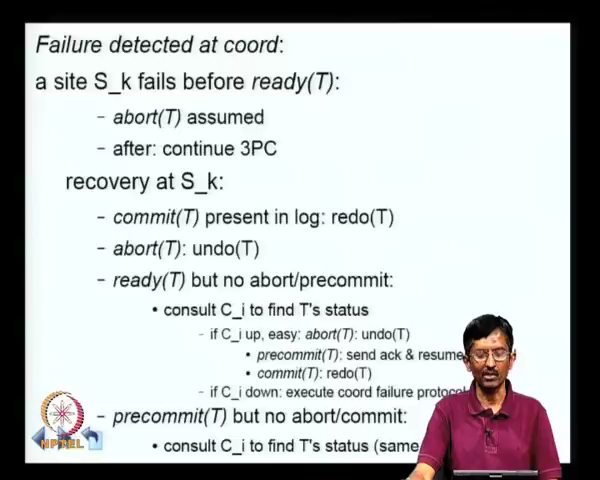 Failure detected at coord:
a site S_k fails before ready(T):
– abort(T) assumed
– after: continue 3PC
recovery at S_k:
– commit(T) present in log: redo(T)
– abort(T): undo(T)
– ready(T) but no abort/precommit:
• consult C_i to find T's status
– if C_i up, easy: abort(T): undo(T)
• precommit(T): send ack & resume
• commit(T): redo(T)
– if C_i down: execute coord failure protocol
– precommit(T) but no abort/commit:
• consult C_i to find T's status (same
NPTEL